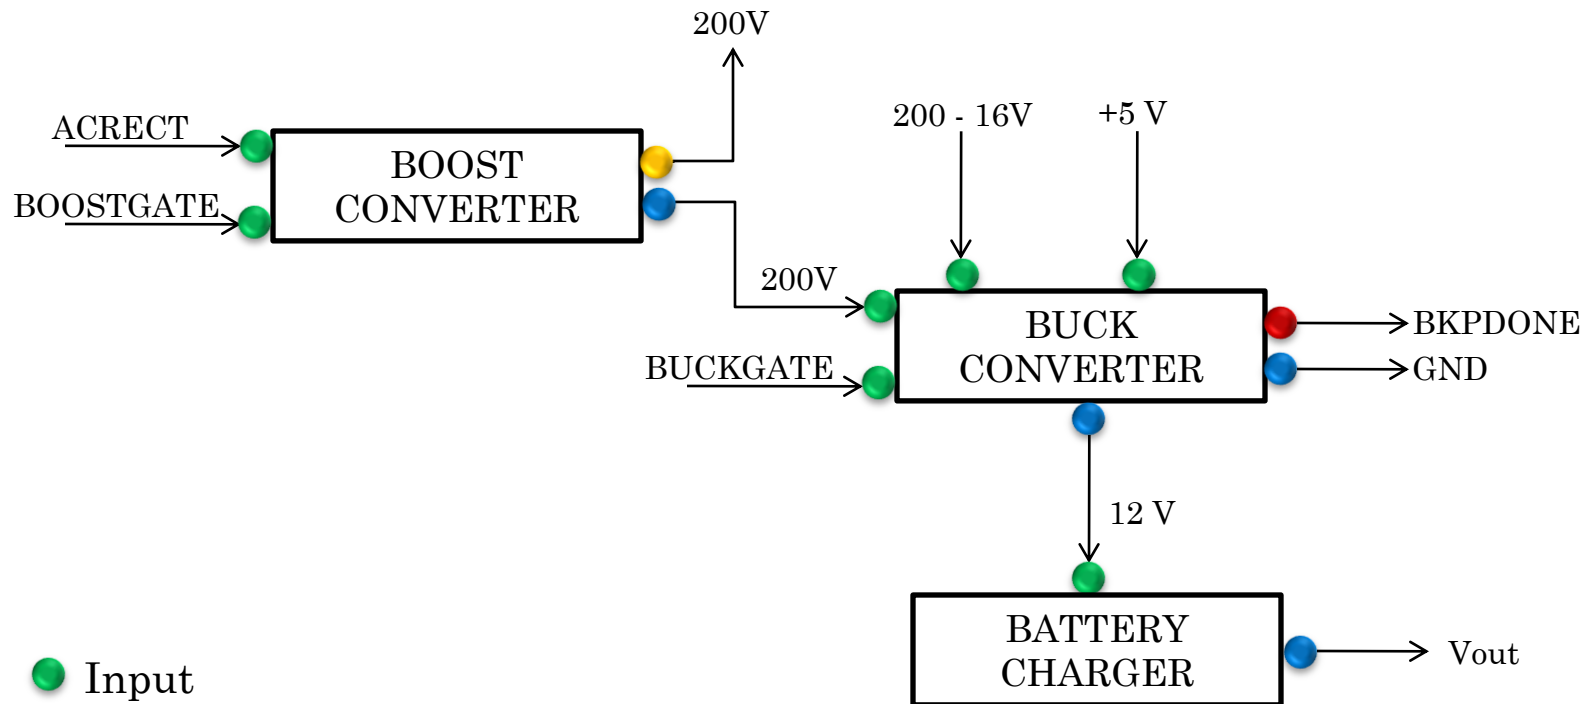 200V
ACRECT
BOOSTGATE
BOOST
CONVERTER
200 - 16V
+5 V
200V
BUCKGATE
BUCK
CONVERTER
BKPDONE
GND
12 V
BATTERY
CHARGER
Vout
Input